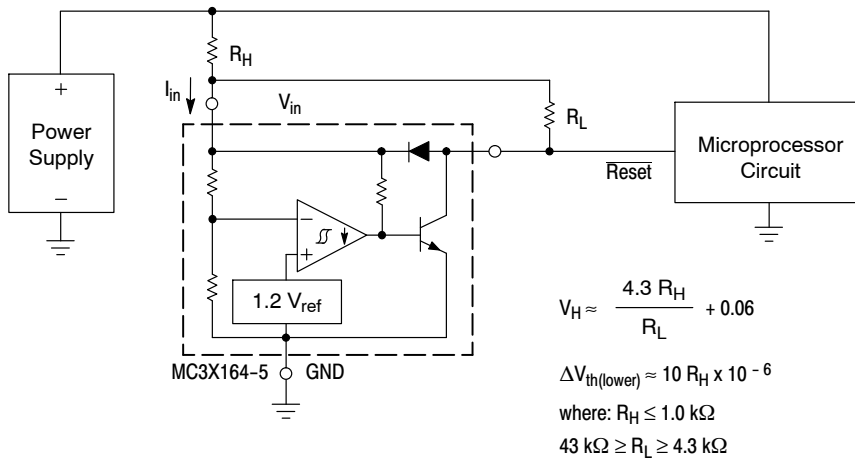 R_H
I_in
V_in
+
Power
Supply
−
R_L
Reset
Microprocessor
Circuit
−
+
1.2 V_ref
MC3X164−5
GND
V_H ≈ 4.3 R_H / R_L + 0.06
ΔV_th(lower) ≈ 10 R_H x 10^−6
where: R_H ≤ 1.0 kΩ
43 kΩ ≥ R_L ≥ 4.3 kΩ